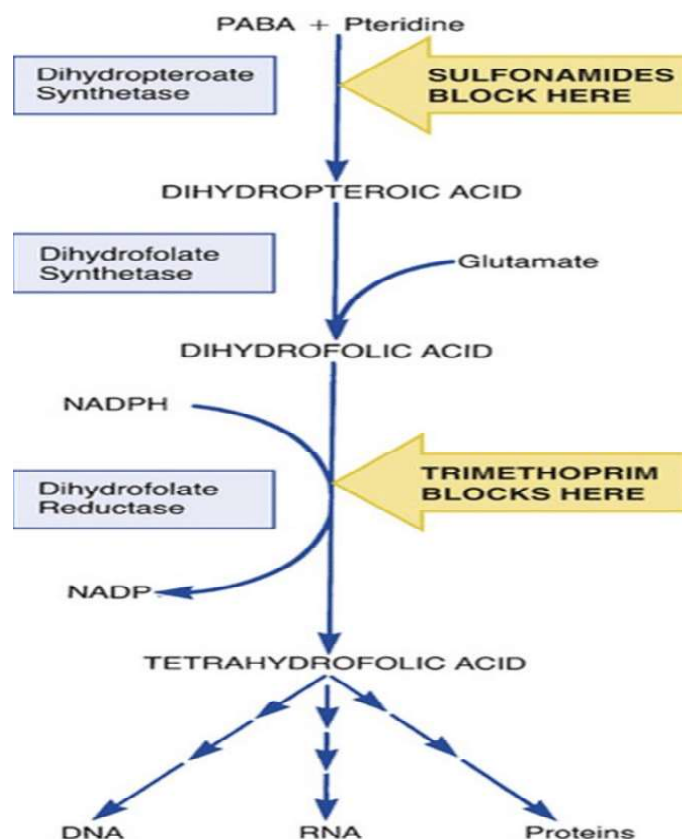 PABA + Pteridine
Dihydropteroate
Synthetase
SULFONAMIDES
BLOCK HERE
DIHYDROPTEROIC ACID
Dihydrofolate
Synthetase
Glutamate
DIHYDROFOLIC ACID
NADPH
Dihydrofolate
Reductase
TRIMETHOPRIM
BLOCKS HERE
NADP
TETRAHYDROFOLIC ACID
DNA
RNA
Proteins